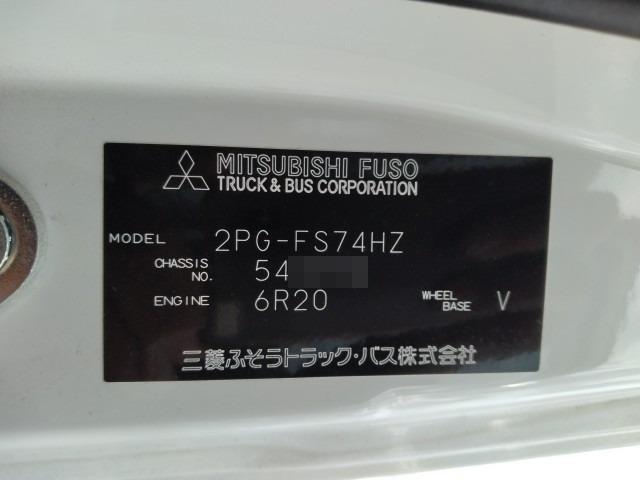 MITSUBISHI FUSO
TRUCK & BUS CORPORATION
MODEL 2PG-FS74HZ
CHASSIS NO. 54
ENGINE 6R20 WHEEL BASE V
三菱ふそうトラック・バス株式会社